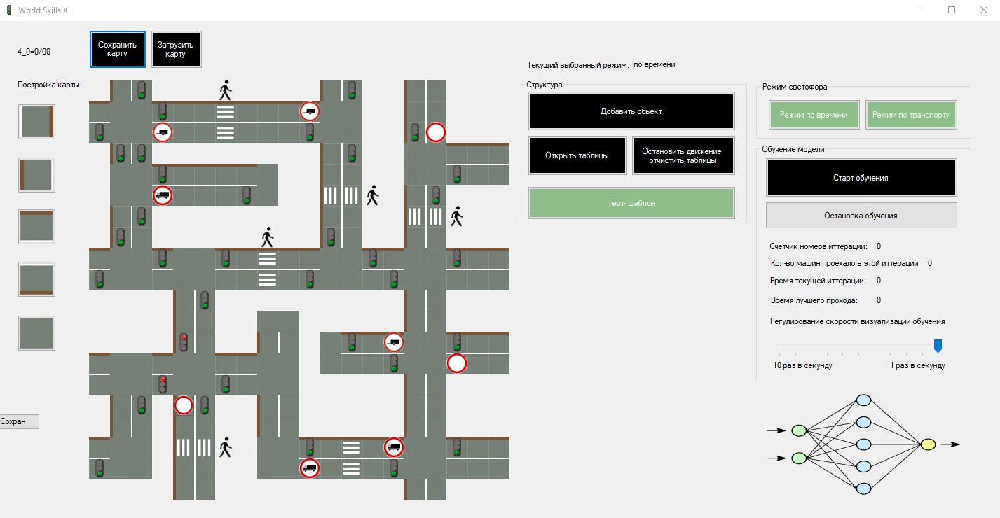 World Skills X
4_0=0/00
Сохранить
карту
Загрузить
карту
Постройка карты:
Сохран
Текущий выбранный режим: по времени
Структура
Добавить обьект
Открыть таблицы
Остановить движение
отчистить таблицы
Тест- шаблон
Режим светофора
Режим по времени
Режим по транспорту
Обучение модели
Старт обучения
Остановка обучения
Счетчик номера иттерации: 0
Кол-во машин проехало в этой иттерации 0
Время текущей иттерации: 0
Время лучшего прохода: 0
Регулирование скорости визуализации обучения
10 раз в секунду
1 раз в секунду